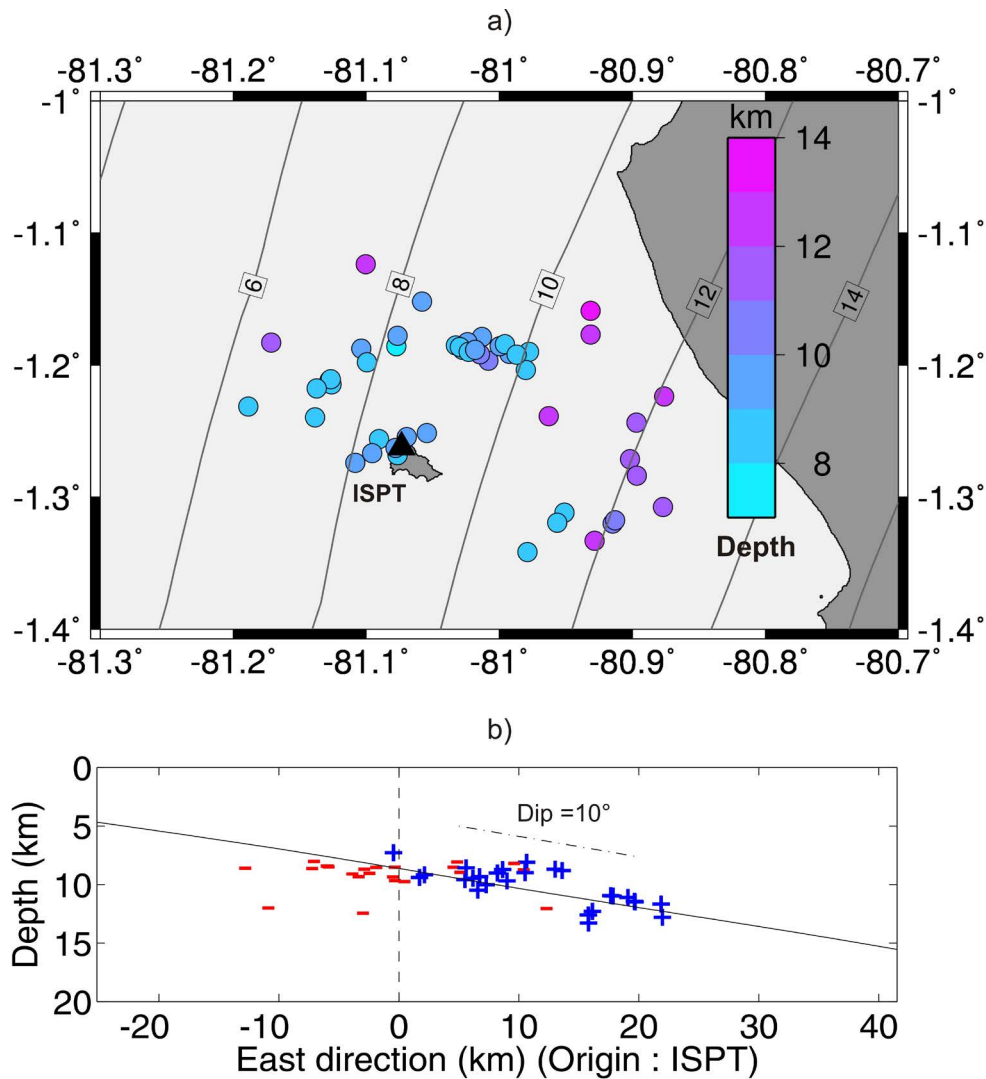 a)
-81.3° -81.2° -81.1° -81° -80.9° -80.8° -80.7°
-1° -1°
km
14
-1.1° -1.1°
12
6 8 10 12 14
10
-1.2° -1.2°
8
-1.3° ISPT -1.3°
Depth
-1.4° -1.4°
-81.3° -81.2° -81.1° -81° -80.9° -80.8° -80.7°
b)
0
Dip =10°
5
10
15
20
Depth (km)
-20 -10 0 10 20 30 40
East direction (km) (Origin : ISPT)